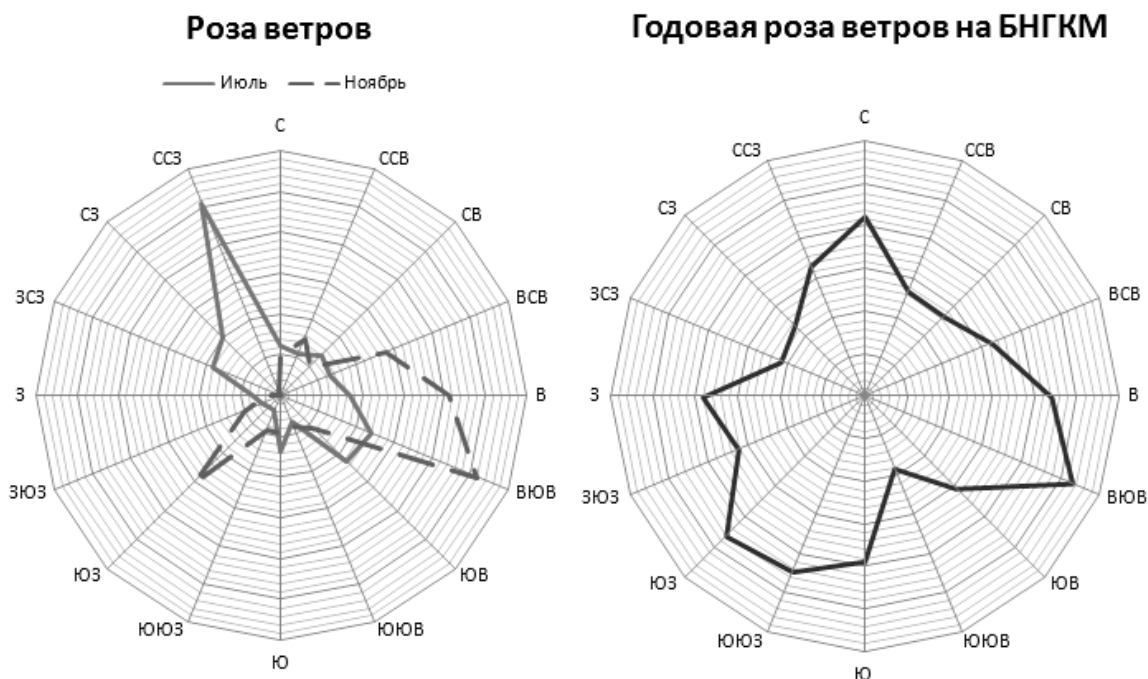 Роза ветров
Июль
Ноябрь
С
ССВ
СВ
ВСВ
В
ВЮВ
ЮВ
ЮЮВ
Ю
ЮЮЗ
ЮЗ
ЗЮЗ
З
ЗСЗ
СЗ
ССЗ
Годовая роза ветров на БНГКМ
С
ССВ
СВ
ВСВ
В
ВЮВ
ЮВ
ЮЮВ
Ю
ЮЮЗ
ЮЗ
ЗЮЗ
З
ЗСЗ
СЗ
ССЗ